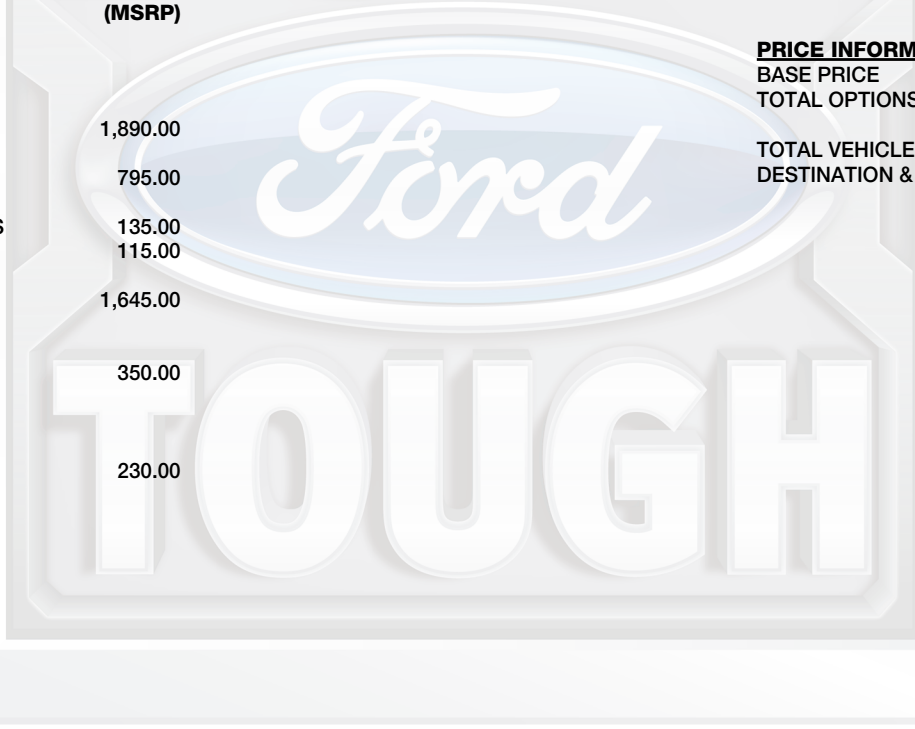 (MSRP)
1,890.00
795.00
135.00
115.00
1,645.00
350.00
230.00
PRICE INFORM
BASE PRICE
TOTAL OPTIONS
TOTAL VEHICLE
DESTINATION &
Ford
TOUGH